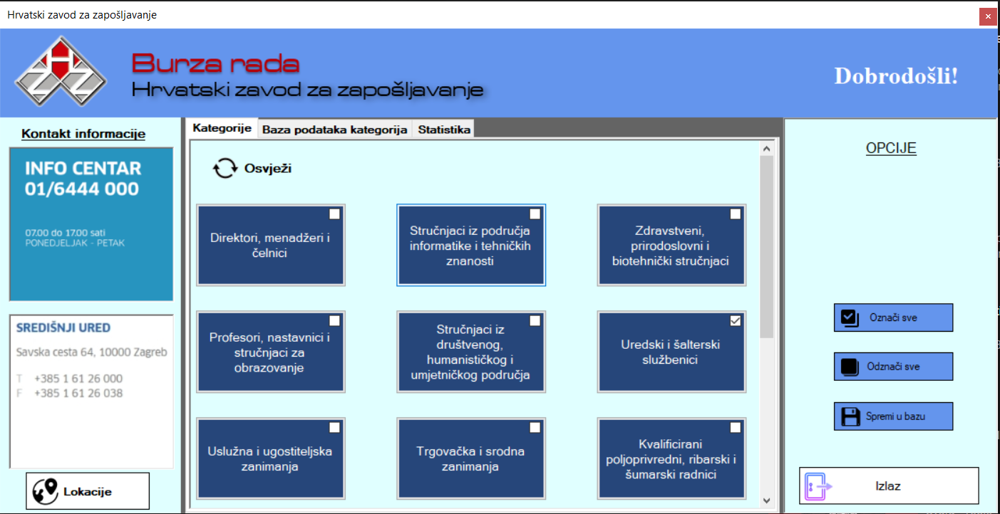 Hrvatski zavod za zapošljavanje
HZZ
Burza rada
Hrvatski zavod za zapošljavanje
Dobrodošli!
Kontakt informacije
INFO CENTAR
01/6444 000
07.00 do 17.00 sati
PONEDJELJAK - PETAK
SREDIŠNJI URED
Savska cesta 64, 10000 Zagreb
T +385 1 61 26 000
F +385 1 61 26 038
Lokacije
Kategorije
Baza podataka kategorija
Statistika
Osvježi
Direktori, menadžeri i
čelnici
Stručnjaci iz područja
informatike i tehničkih
znanosti
Zdravstveni,
prirodoslovni i
biotehnički stručnjaci
Profesori, nastavnici i
stručnjaci za
obrazovanje
Stručnjaci iz
društvenog,
humanističkog i
umjetničkog područja
Uredski i šalterski
službenici
Uslužna i ugostiteljska
zanimanja
Trgovačka i srodna
zanimanja
Kvalificirani
poljoprivredni, ribarski i
šumarski radnici
OPCIJE
Označi sve
Odznači sve
Spremi u bazu
Izlaz